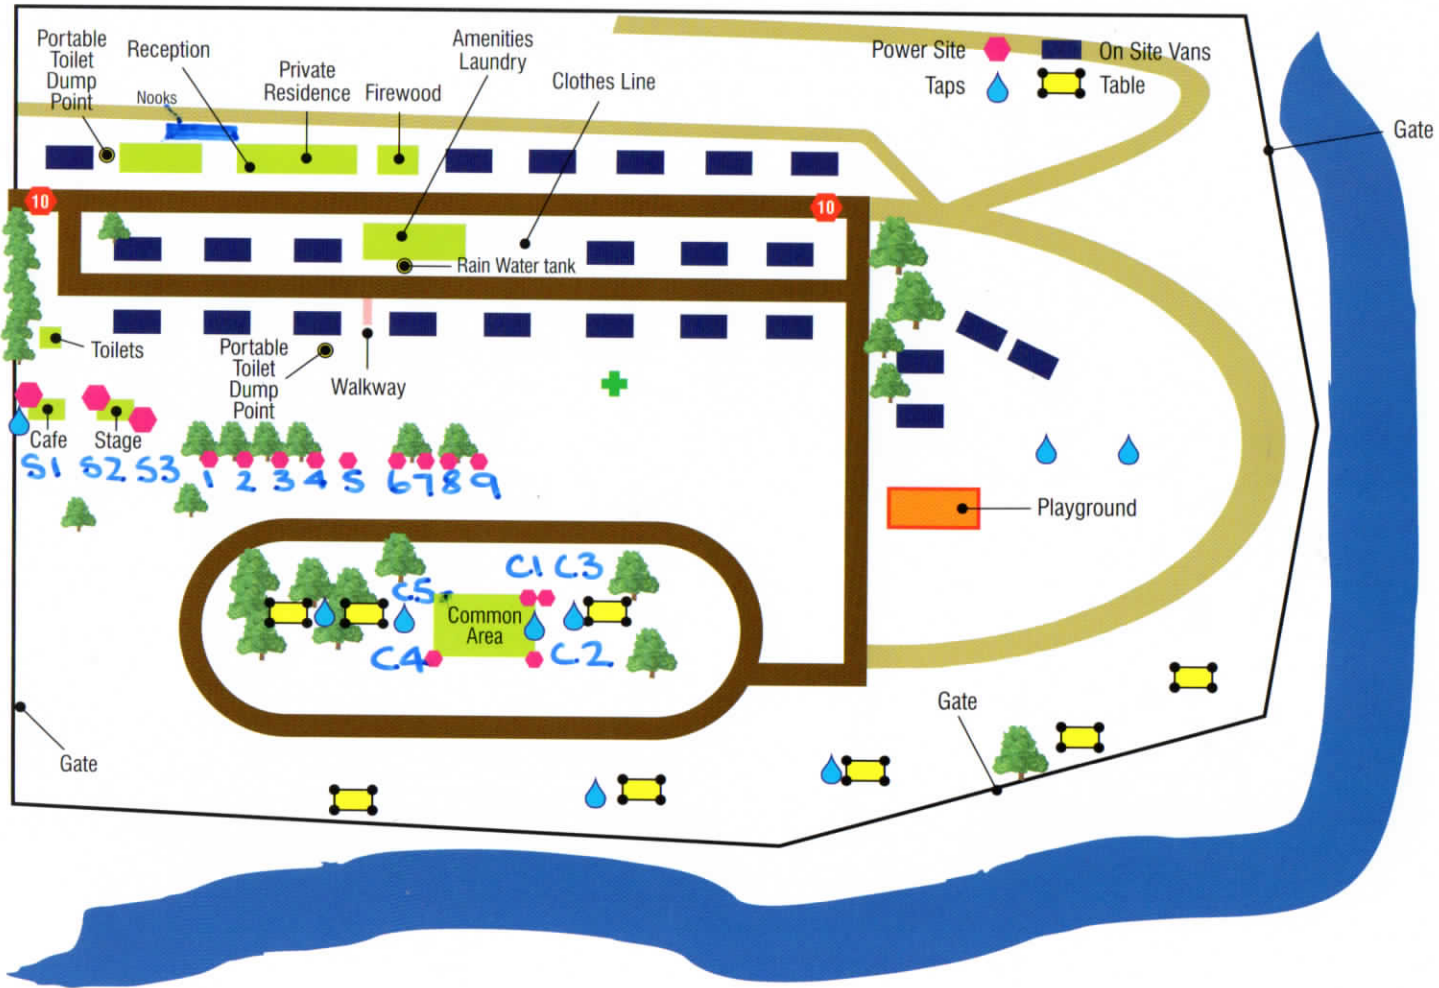 Portable
Toilet
Dump
Point
Reception
Nooks
Private
Residence
Firewood
Amenities
Laundry
Clothes Line
Power Site
On Site Vans
Taps
Table
Gate
10
10
Rain Water tank
Toilets
Portable
Toilet
Dump
Point
Walkway
Cafe
Stage
S1 S2 S3
1 2 3 4 5 6 7 8 9
Playground
C1 C3
C5
Common
Area
C4
C2
Gate
Gate